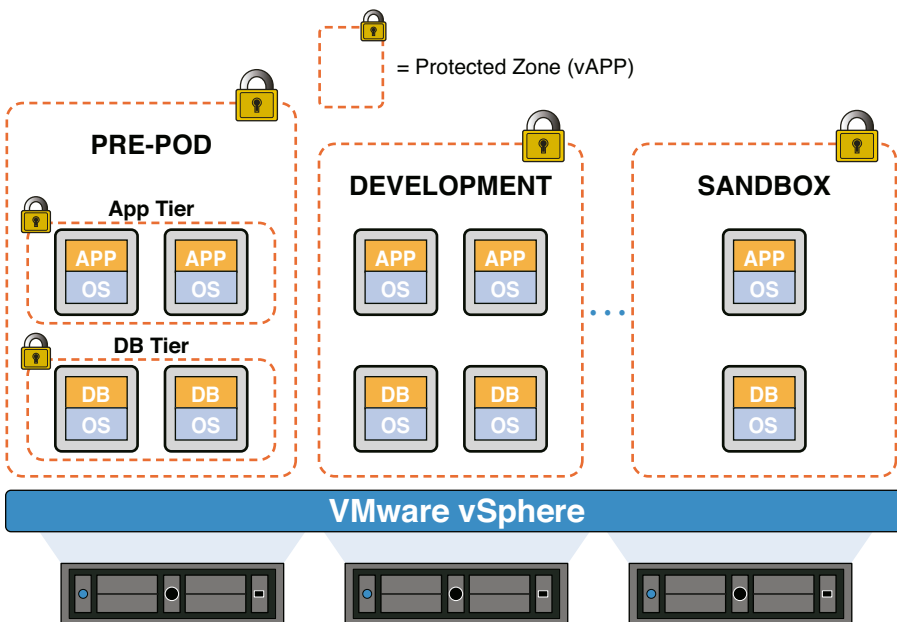 = Protected Zone (vAPP)
PRE-POD
DEVELOPMENT
SANDBOX
App Tier
APP APP APP APP APP
OS OS OS OS OS
DB Tier
DB DB DB DB DB
OS OS OS OS OS
VMware vSphere